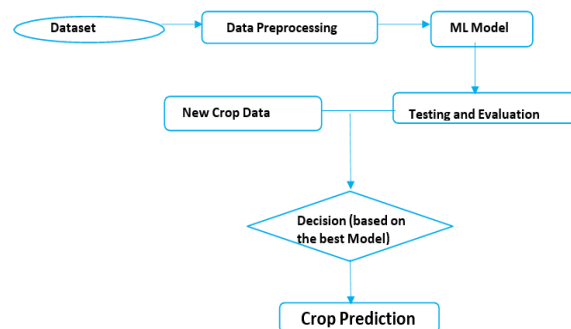 Dataset
Data Preprocessing
ML Model
New Crop Data
Testing and Evaluation
Decision (based on
the best Model)
Crop Prediction